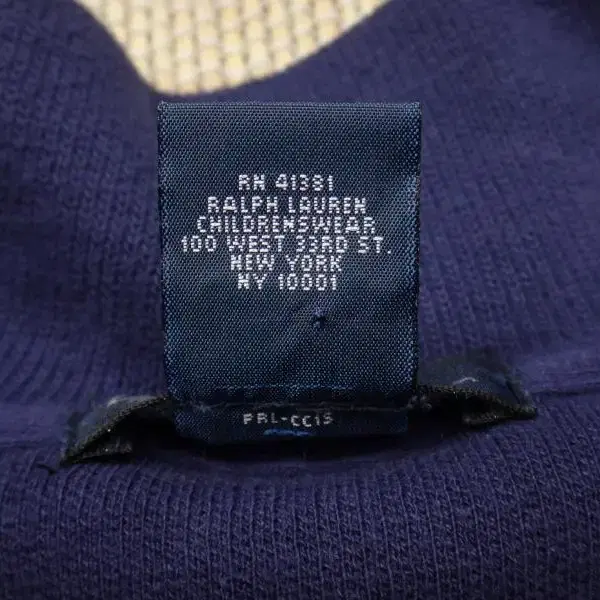 RN 41381
RALPH LAUREN
CHILDRENSWEAR
100 WEST 33RD ST.
NEW YORK
NY 10001
PRL-CC15